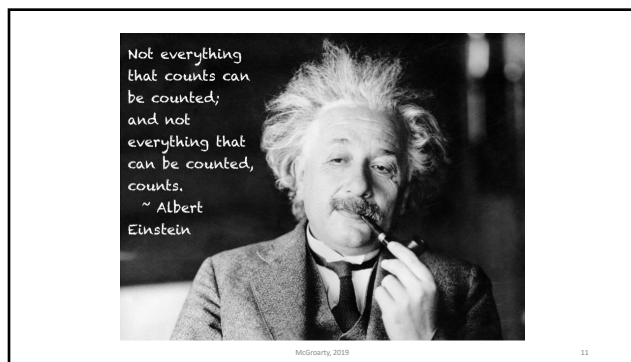 Not everything
that counts can
be counted;
and not
everything that
can be counted,
counts.
~ Albert
Einstein
McGroarty, 2019
11